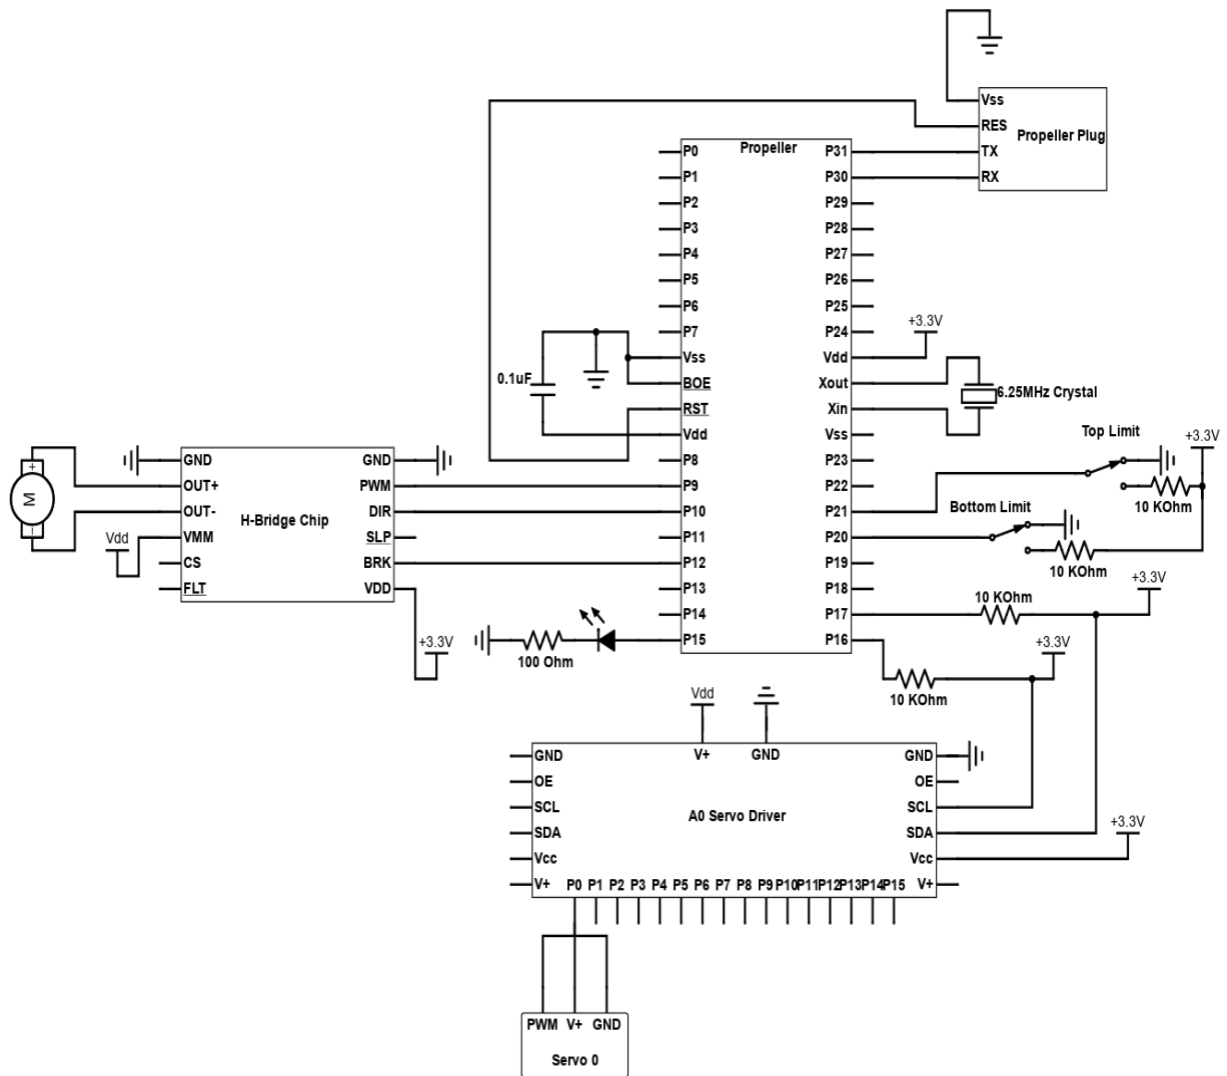 Vss
RES
Propeller Plug
TX
RX
Propeller
P0
P1
P2
P3
P4
P5
P6
P7
Vss
BOE
RST
Vdd
P8
P9
P10
P11
P12
P13
P14
P15
P31
P30
P29
P28
P27
P26
P25
P24
Vdd
Xout
Xin
Vss
P23
P22
P21
P20
P19
P18
P17
P16
+3.3V
6.25MHz Crystal
0.1uF
Top Limit
+3.3V
10 KOhm
Bottom Limit
10 KOhm
10 KOhm
+3.3V
10 KOhm
+3.3V
M
+
-
GND
OUT+
OUT-
VMM
CS
FLT
H-Bridge Chip
GND
PWM
DIR
SLP
BRK
VDD
Vdd
+3.3V
100 Ohm
Vdd
V+
GND
GND
OE
SCL
SDA
Vcc
V+
A0 Servo Driver
GND
OE
SCL
SDA
Vcc
V+
+3.3V
P0 P1 P2 P3 P4 P5 P6 P7 P8 P9 P10 P11 P12 P13 P14 P15
PWM V+ GND
Servo 0